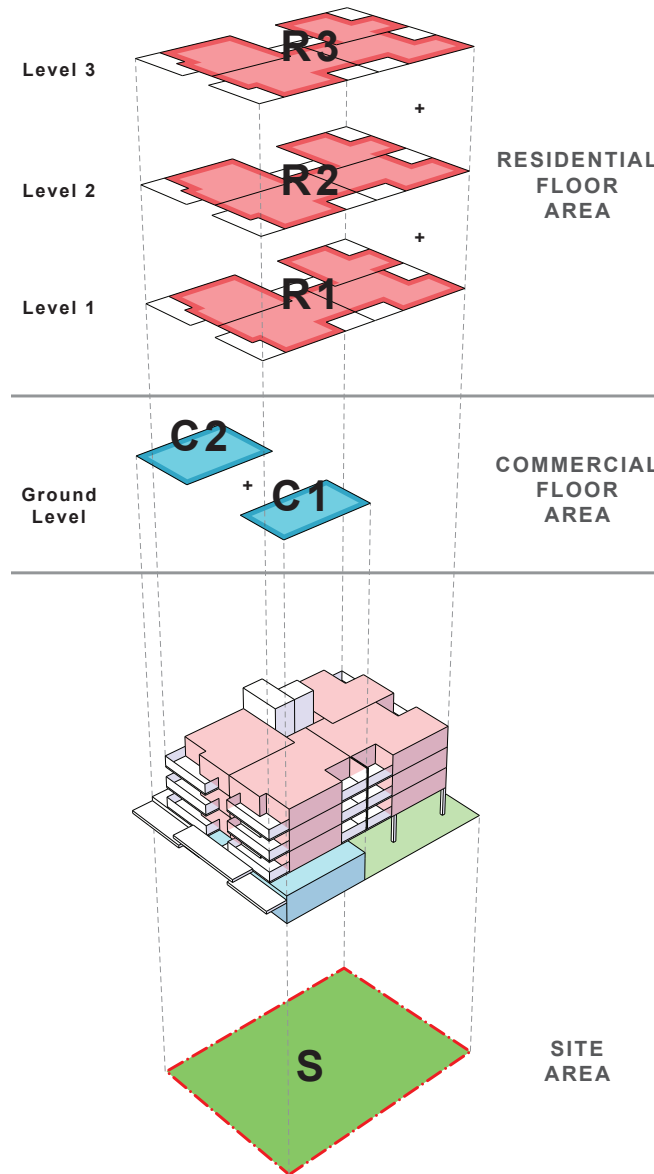 R3
Level 3
+
R2
RESIDENTIAL
FLOOR
AREA
Level 2
+
R1
Level 1
C2
COMMERCIAL
FLOOR
AREA
Ground
Level
+
C1
S
SITE
AREA